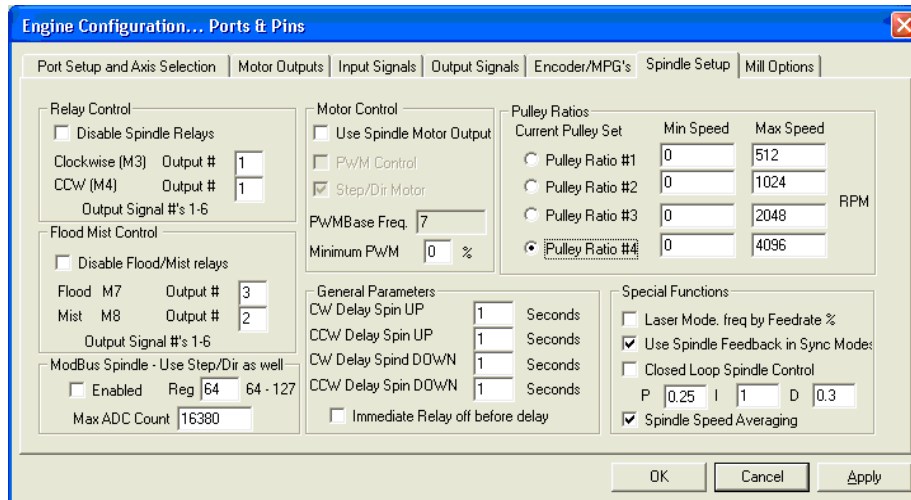 Engine Configuration... Ports & Pins
Port Setup and Axis Selection
Motor Outputs
Input Signals
Output Signals
Encoder/MPG's
Spindle Setup
Mill Options
Relay Control
Disable Spindle Relays
Clockwise (M3) Output # 1
CCW (M4) Output # 1
Output Signal #'s 1-6
Flood Mist Control
Disable Flood/Mist relays
Flood M7 Output # 3
Mist M8 Output # 2
Output Signal #'s 1-6
ModBus Spindle - Use Step/Dir as well
Enabled Reg 64 64 - 127
Max ADC Count 16380
Motor Control
Use Spindle Motor Output
PWM Control
Step/Dir Motor
PWMBase Freq. 7
Minimum PWM 0 %
General Parameters
CW Delay Spin UP 1 Seconds
CCW Delay Spin UP 1 Seconds
CW Delay Spind DOWN 1 Seconds
CCW Delay Spin DOWN 1 Seconds
Immediate Relay off before delay
Pulley Ratios
Current Pulley Set Min Speed Max Speed
Pulley Ratio #1 0 512
Pulley Ratio #2 0 1024
Pulley Ratio #3 0 2048
Pulley Ratio #4 0 4096
RPM
Special Functions
Laser Mode. freq by Feedrate %
Use Spindle Feedback in Sync Modes
Closed Loop Spindle Control
P 0.25 I 1 D 0.3
Spindle Speed Averaging
OK
Cancel
Apply